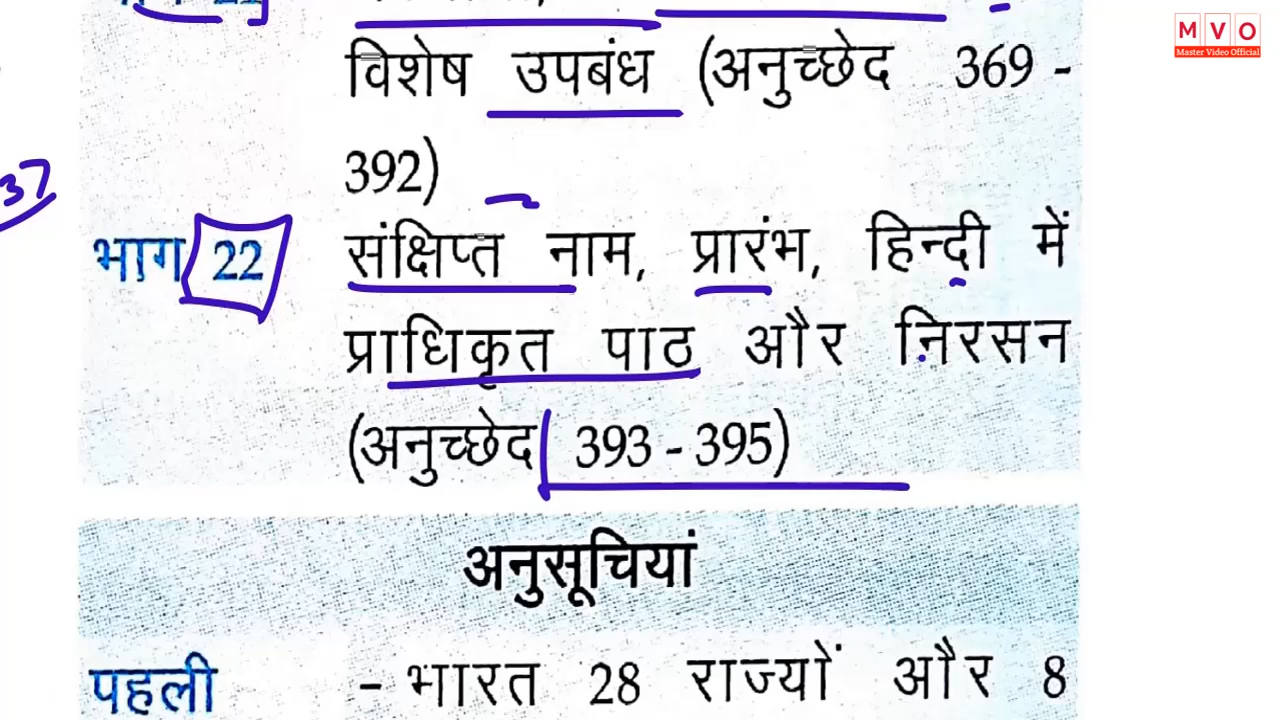 M V O
Master Video Official
विशेष उपबंध (अनुच्छेद 369 -
392)
37
भाग 22 संक्षिप्त नाम, प्रारंभ, हिन्दी में
प्राधिकृत पाठ और निरसन
(अनुच्छेद 393 - 395)
अनुसूचियां
पहली - भारत 28 राज्यों और 8